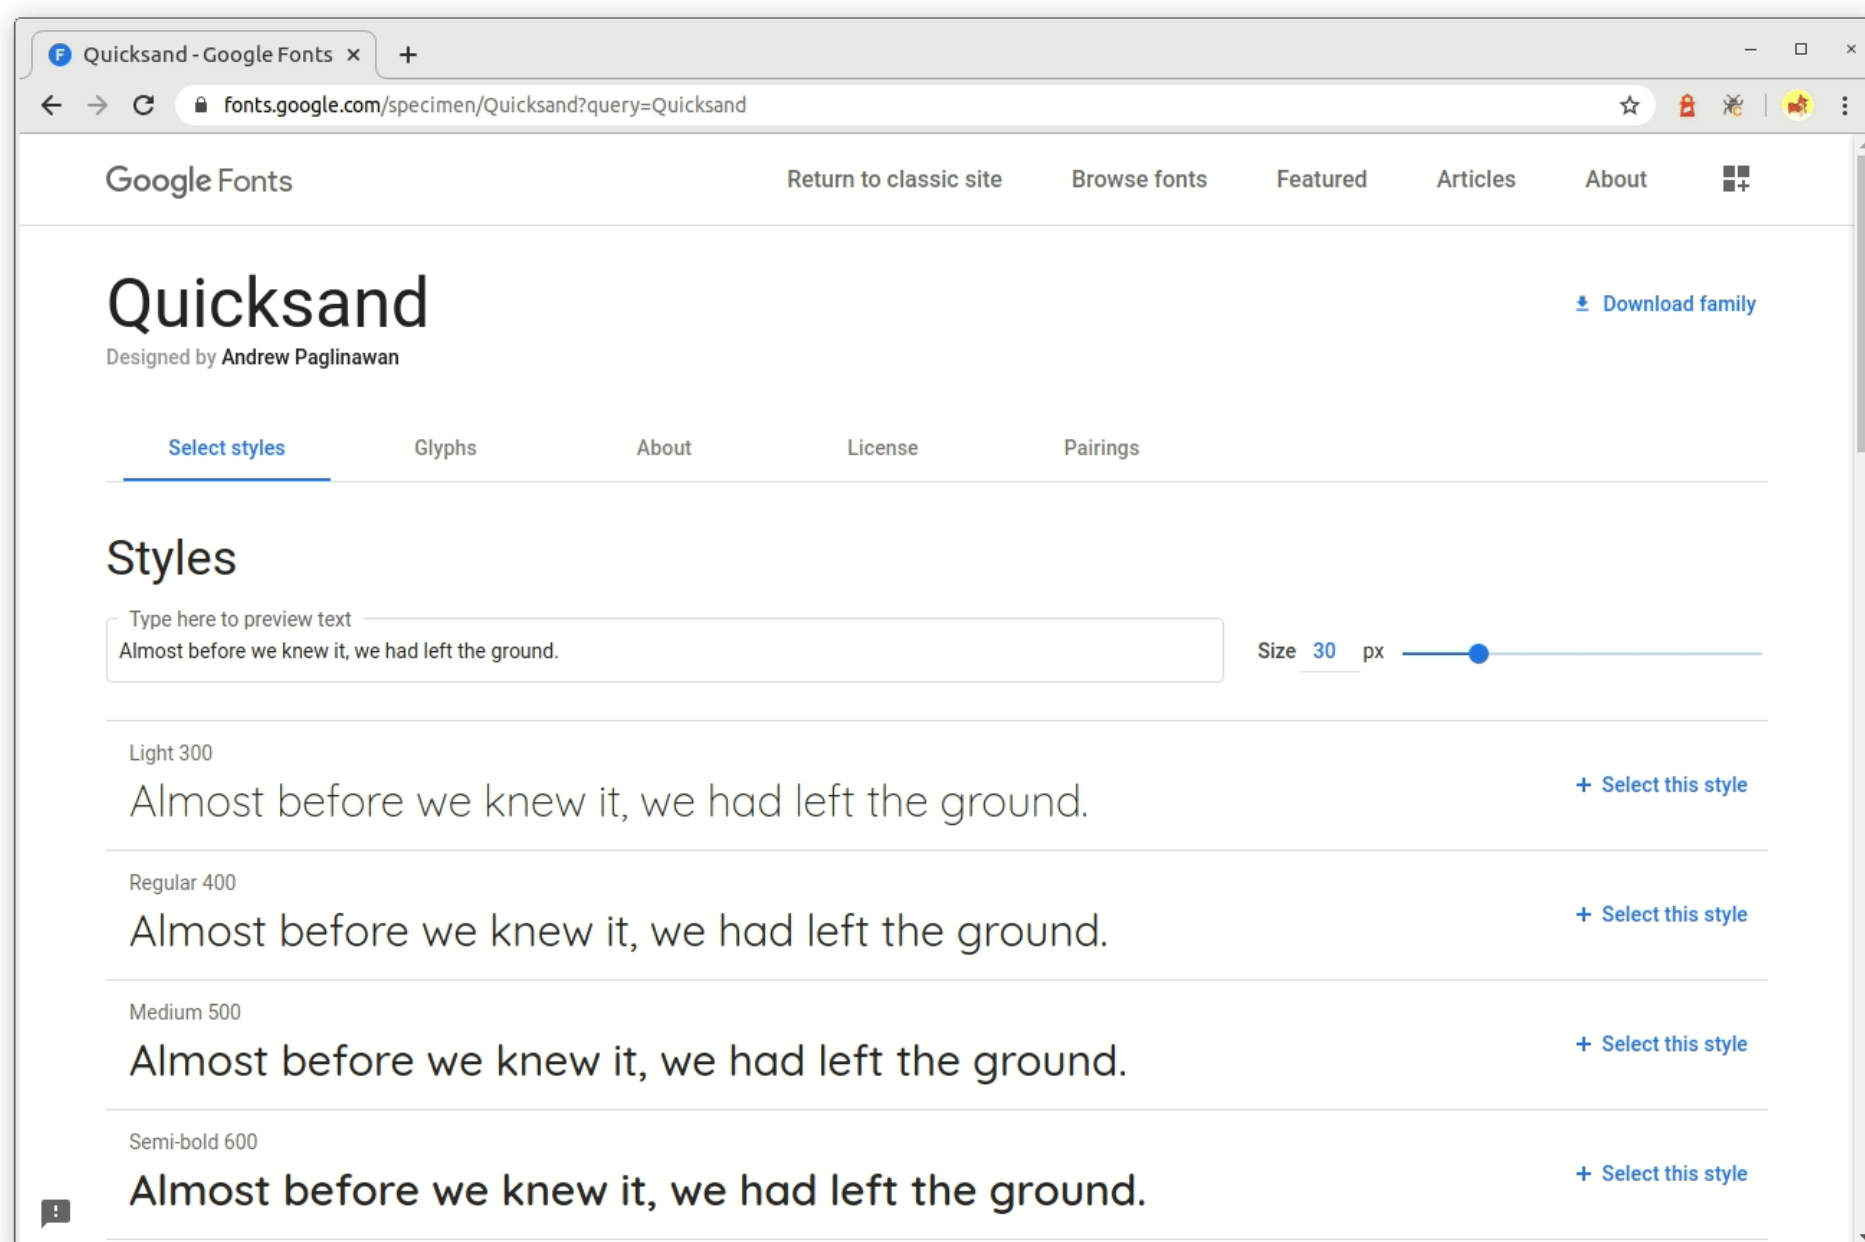 Quicksand - Google Fonts
fonts.google.com/specimen/Quicksand?query=Quicksand
Google Fonts
Return to classic site
Browse fonts
Featured
Articles
About
Quicksand
Download family
Designed by Andrew Paglinawan
Select styles
Glyphs
About
License
Pairings
Styles
Type here to preview text
Almost before we knew it, we had left the ground.
Size 30 px
Light 300
Almost before we knew it, we had left the ground.
+ Select this style
Regular 400
Almost before we knew it, we had left the ground.
+ Select this style
Medium 500
Almost before we knew it, we had left the ground.
+ Select this style
Semi-bold 600
Almost before we knew it, we had left the ground.
+ Select this style